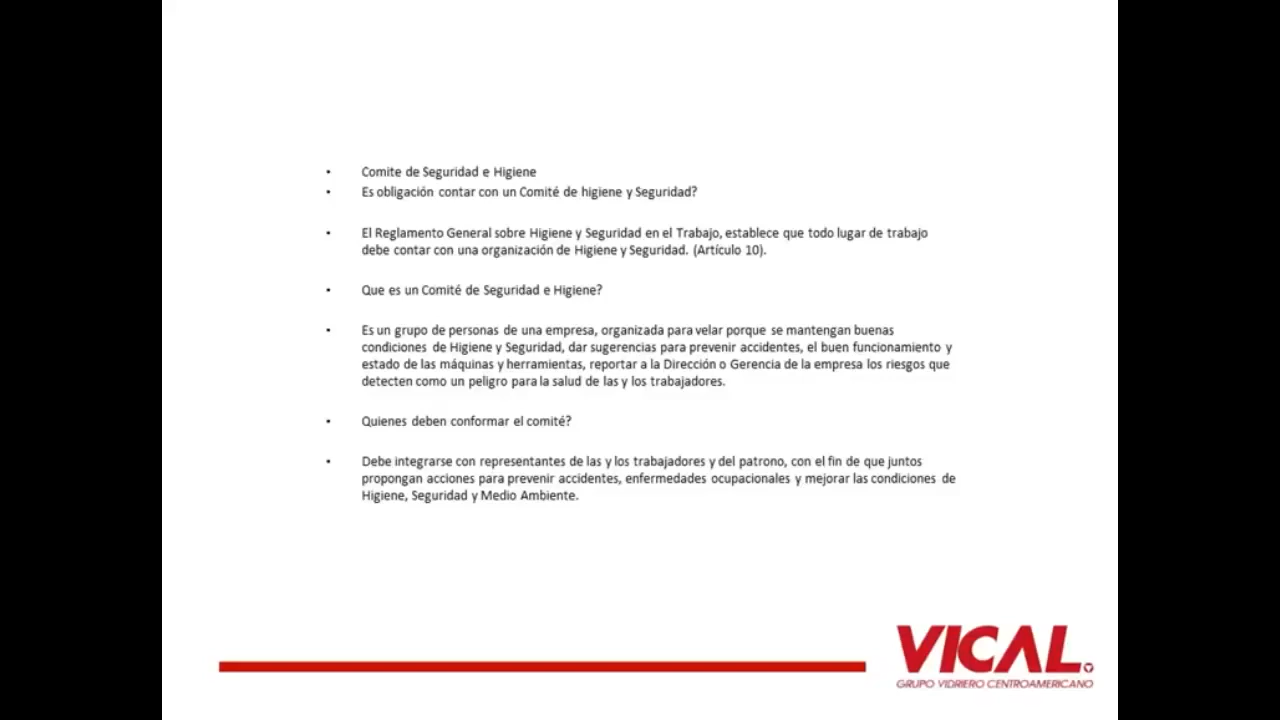 • Comite de Seguridad e Higiene
• Es obligación contar con un Comité de higiene y Seguridad?
• El Reglamento General sobre Higiene y Seguridad en el Trabajo, establece que todo lugar de trabajo
debe contar con una organización de Higiene y Seguridad. (Artículo 10).
• Que es un Comité de Seguridad e Higiene?
• Es un grupo de personas de una empresa, organizada para velar porque se mantengan buenas
condiciones de Higiene y Seguridad, dar sugerencias para prevenir accidentes, el buen funcionamiento y
estado de las máquinas y herramientas, reportar a la Dirección o Gerencia de la empresa los riesgos que
detecten como un peligro para la salud de las y los trabajadores.
• Quienes deben conformar el comité?
• Debe integrarse con representantes de las y los trabajadores y del patrono, con el fin de que juntos
propongan acciones para prevenir accidentes, enfermedades ocupacionales y mejorar las condiciones de
Higiene, Seguridad y Medio Ambiente.
VICAL
GRUPO VIDRIERO CENTROAMERICANO